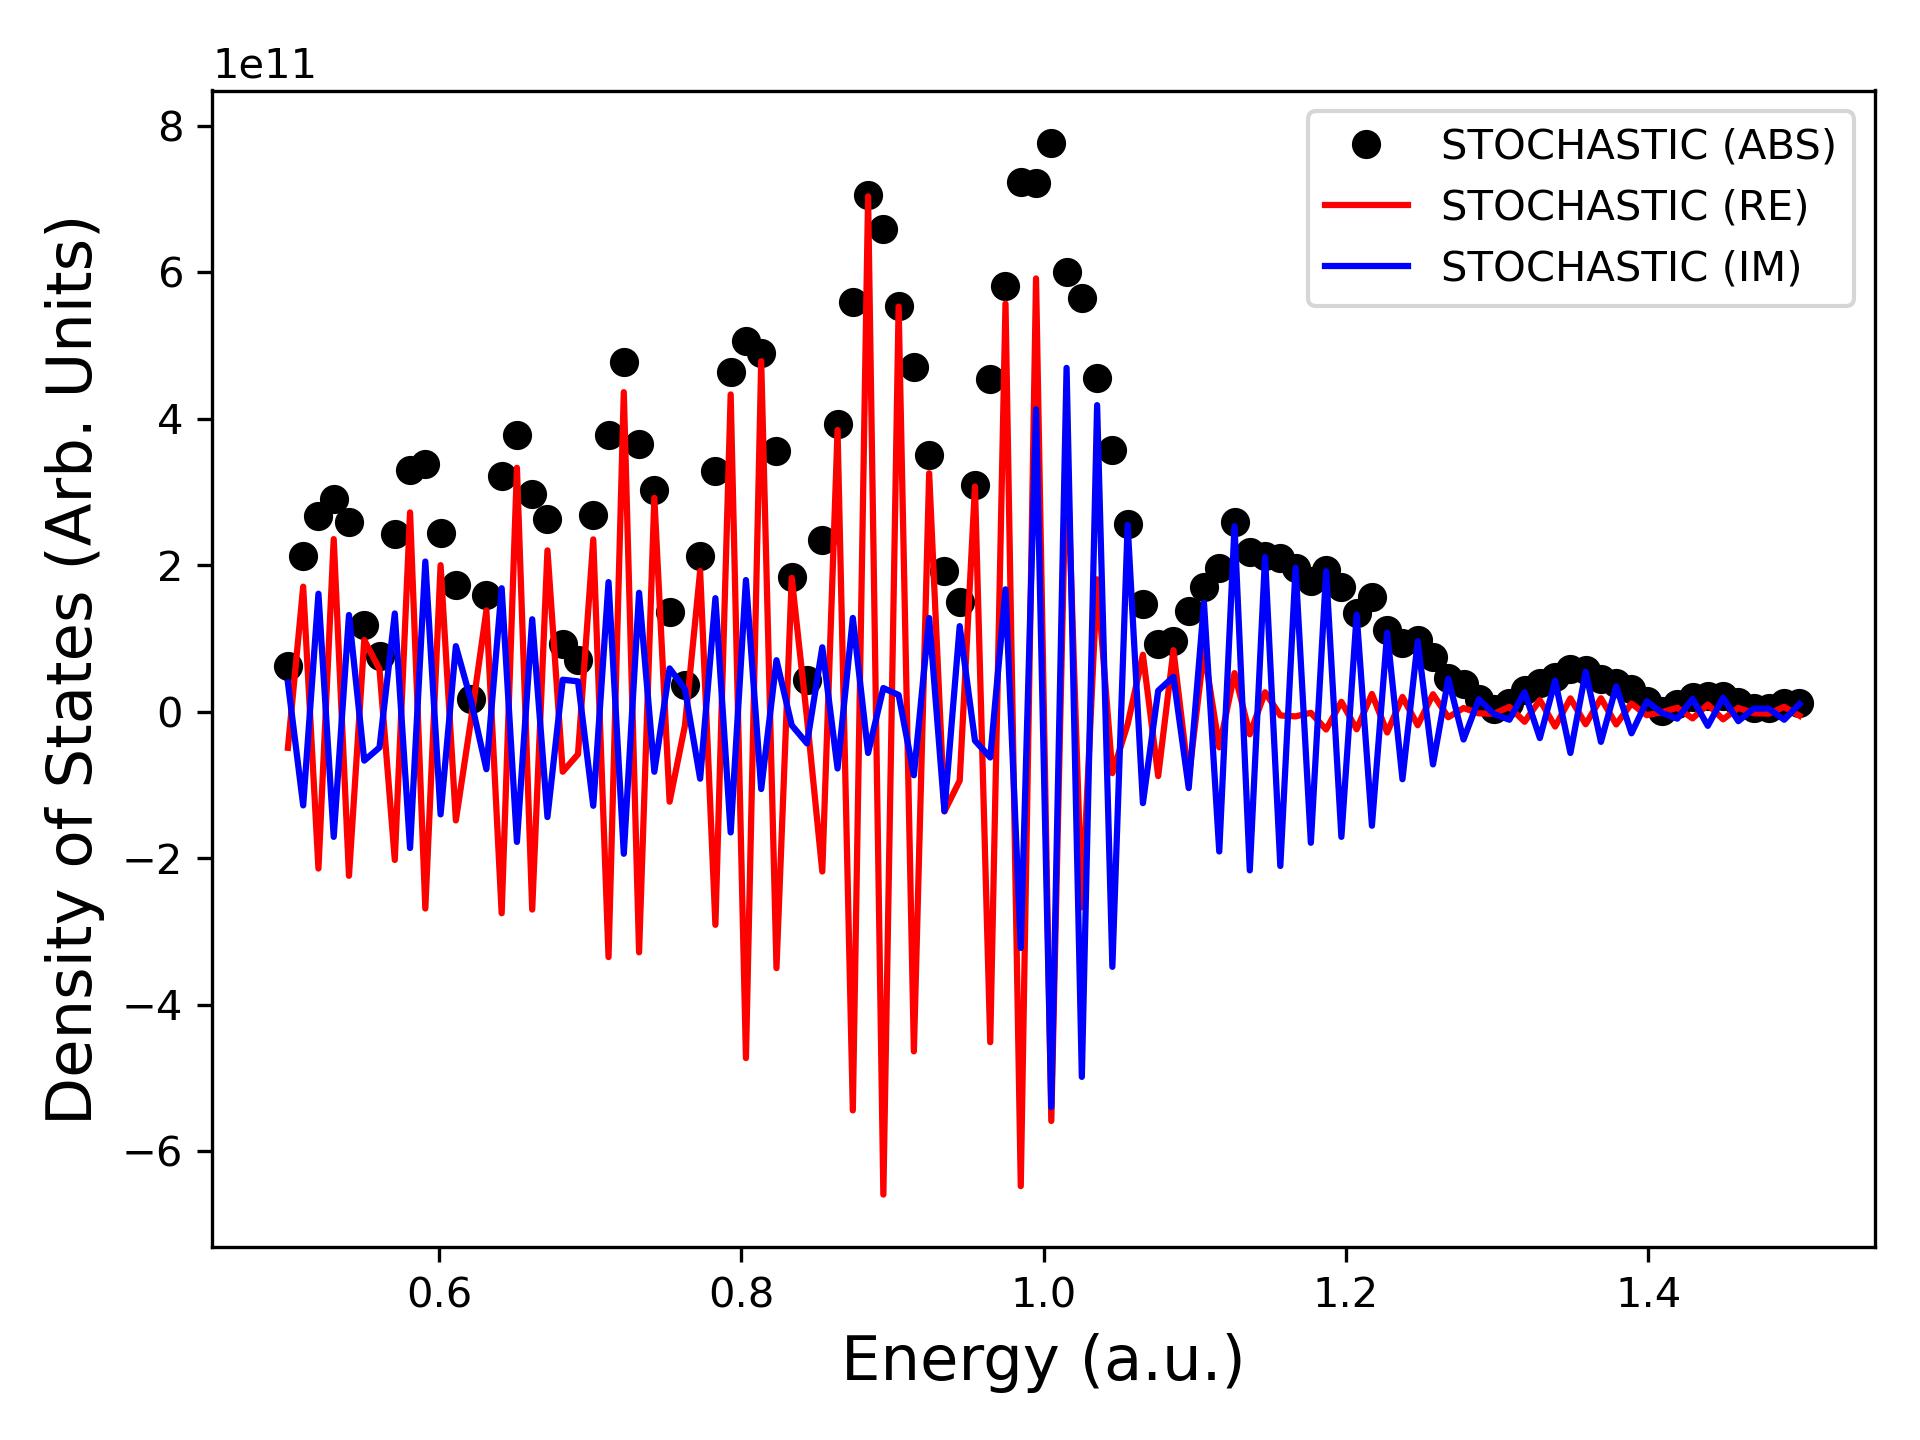 1e11
8
6
4
2
0
−2
−4
−6
Density of States (Arb. Units)
STOCHASTIC (ABS)
STOCHASTIC (RE)
STOCHASTIC (IM)
0.6 0.8 1.0 1.2 1.4
Energy (a.u.)